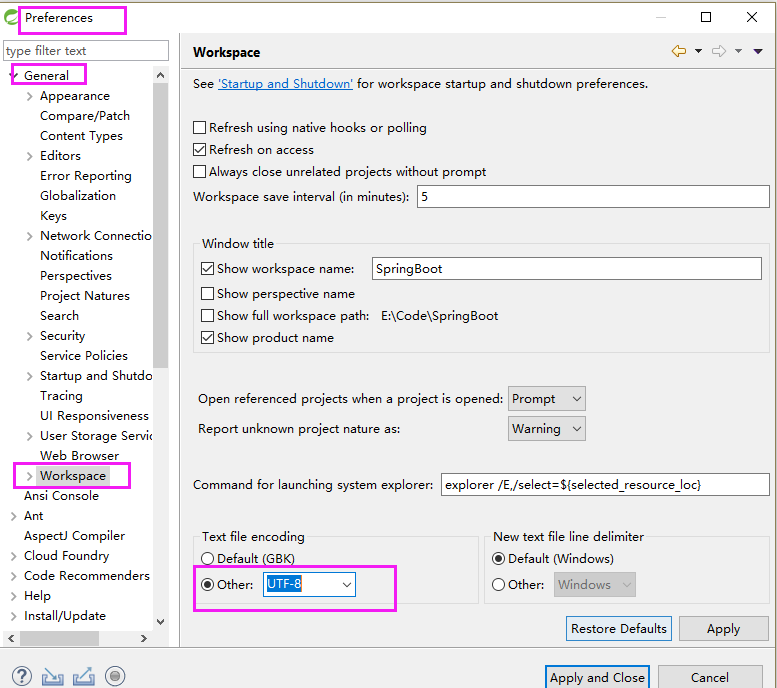 Preferences
type filter text
General
Appearance
Compare/Patch
Content Types
Editors
Error Reporting
Globalization
Keys
Network Connectio
Notifications
Perspectives
Project Natures
Search
Security
Service Policies
Startup and Shutdo
Tracing
UI Responsiveness
User Storage Servic
Web Browser
Workspace
Ansi Console
Ant
AspectJ Compiler
Cloud Foundry
Code Recommenders
Help
Install/Update
Workspace
See 'Startup and Shutdown' for workspace startup and shutdown preferences.
Refresh using native hooks or polling
Refresh on access
Always close unrelated projects without prompt
Workspace save interval (in minutes): 5
Window title
Show workspace name: SpringBoot
Show perspective name
Show full workspace path: E:\Code\SpringBoot
Show product name
Open referenced projects when a project is opened: Prompt
Report unknown project nature as: Warning
Command for launching system explorer: explorer /E,/select=${selected_resource_loc}
Text file encoding
Default (GBK)
Other: UTF-8
New text file line delimiter
Default (Windows)
Other: Windows
Restore Defaults Apply
Apply and Close Cancel